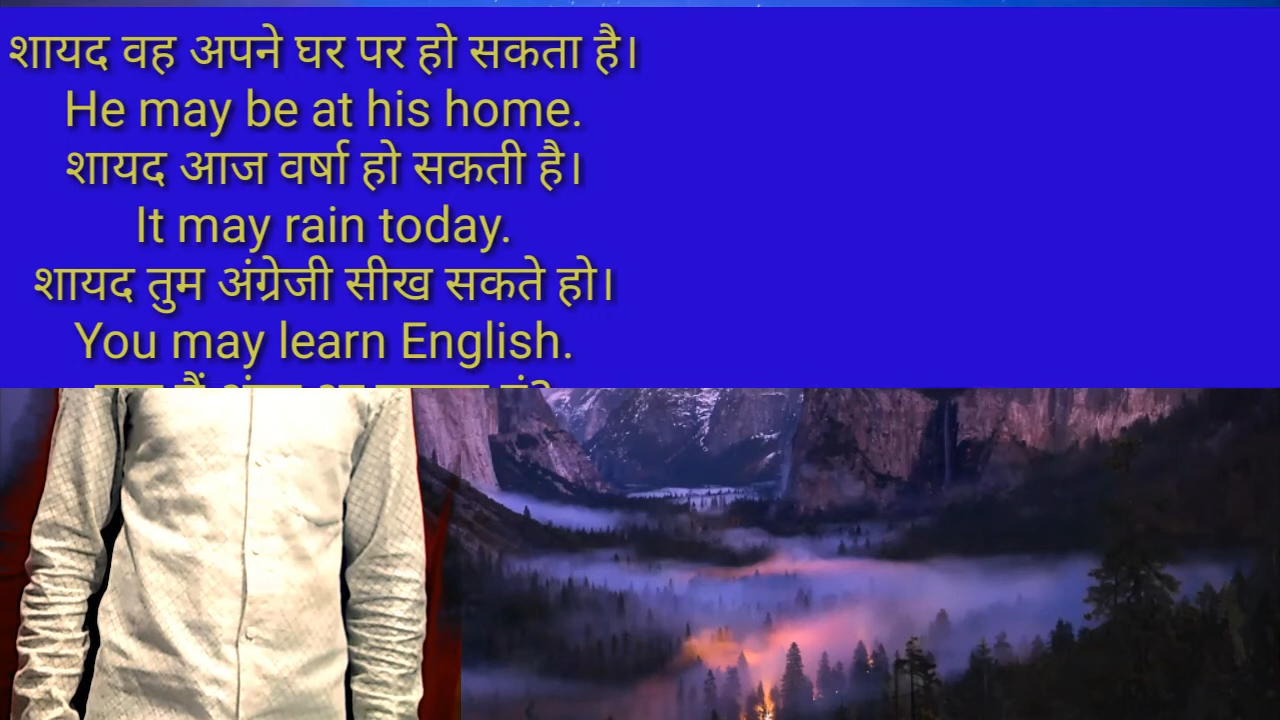 शायद वह अपने घर पर हो सकता है।
He may be at his home.
शायद आज वर्षा हो सकती है।
It may rain today.
शायद तुम अंग्रेजी सीख सकते हो।
You may learn English.